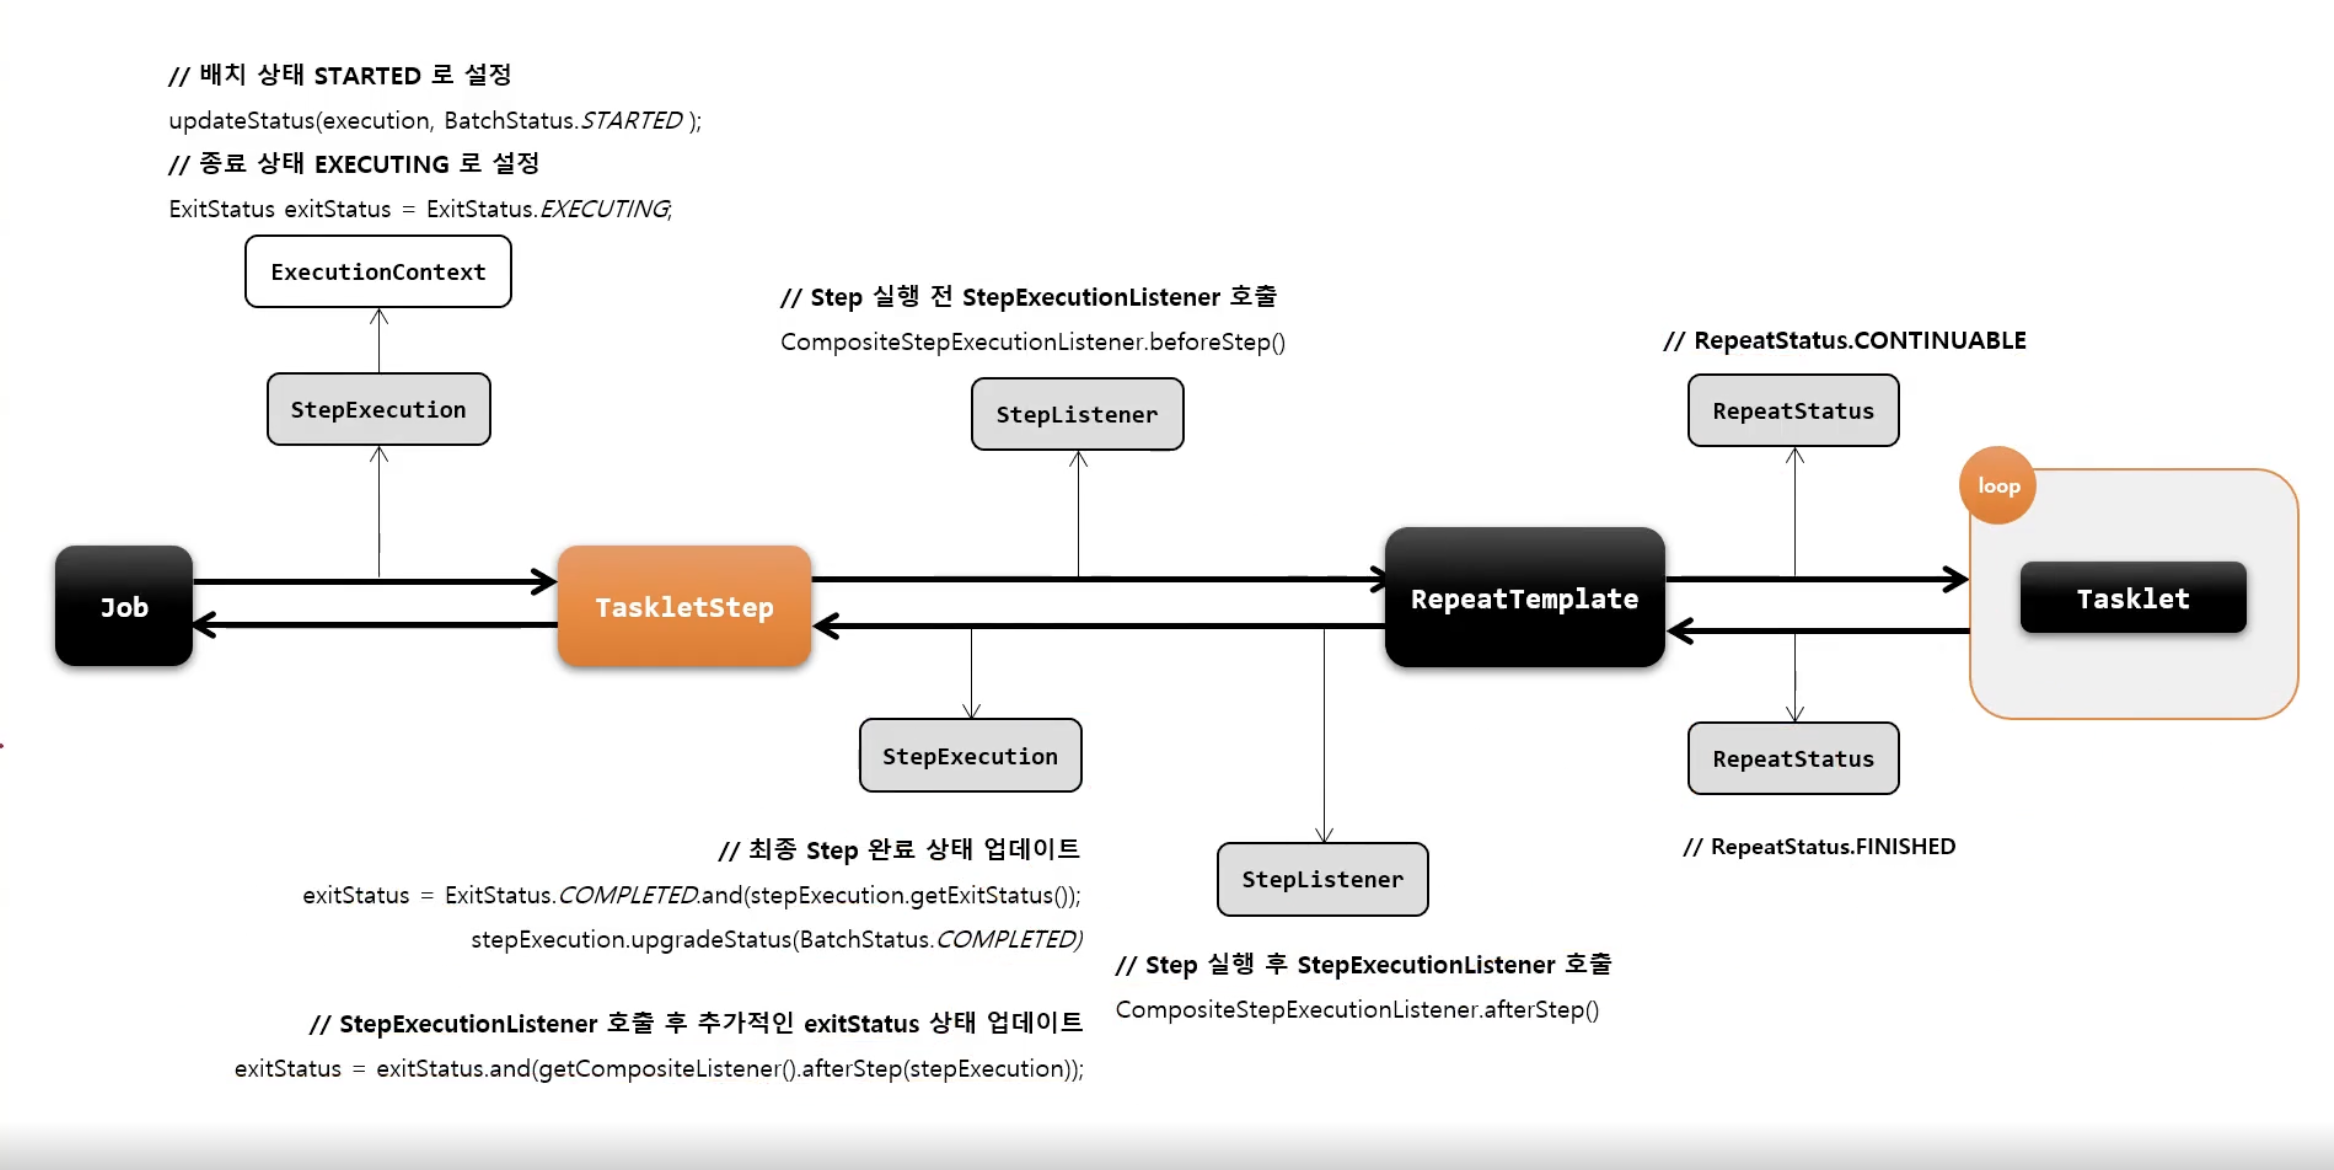 // 배치 상태 STARTED 로 설정
updateStatus(execution, BatchStatus.STARTED );
// 종료 상태 EXECUTING 로 설정
ExitStatus exitStatus = ExitStatus.EXECUTING;
ExecutionContext
StepExecution
// Step 실행 전 StepExecutionListener 호출
CompositeStepExecutionListener.beforeStep()
StepListener
// RepeatStatus.CONTINUABLE
RepeatStatus
loop
Job
TaskletStep
RepeatTemplate
Tasklet
StepExecution
RepeatStatus
// RepeatStatus.FINISHED
// 최종 Step 완료 상태 업데이트
exitStatus = ExitStatus.COMPLETED.and(stepExecution.getExitStatus());
stepExecution.upgradeStatus(BatchStatus.COMPLETED)
StepListener
// Step 실행 후 StepExecutionListener 호출
CompositeStepExecutionListener.afterStep()
// StepExecutionListener 호출 후 추가적인 exitStatus 상태 업데이트
exitStatus = exitStatus.and(getCompositeListener().afterStep(stepExecution));